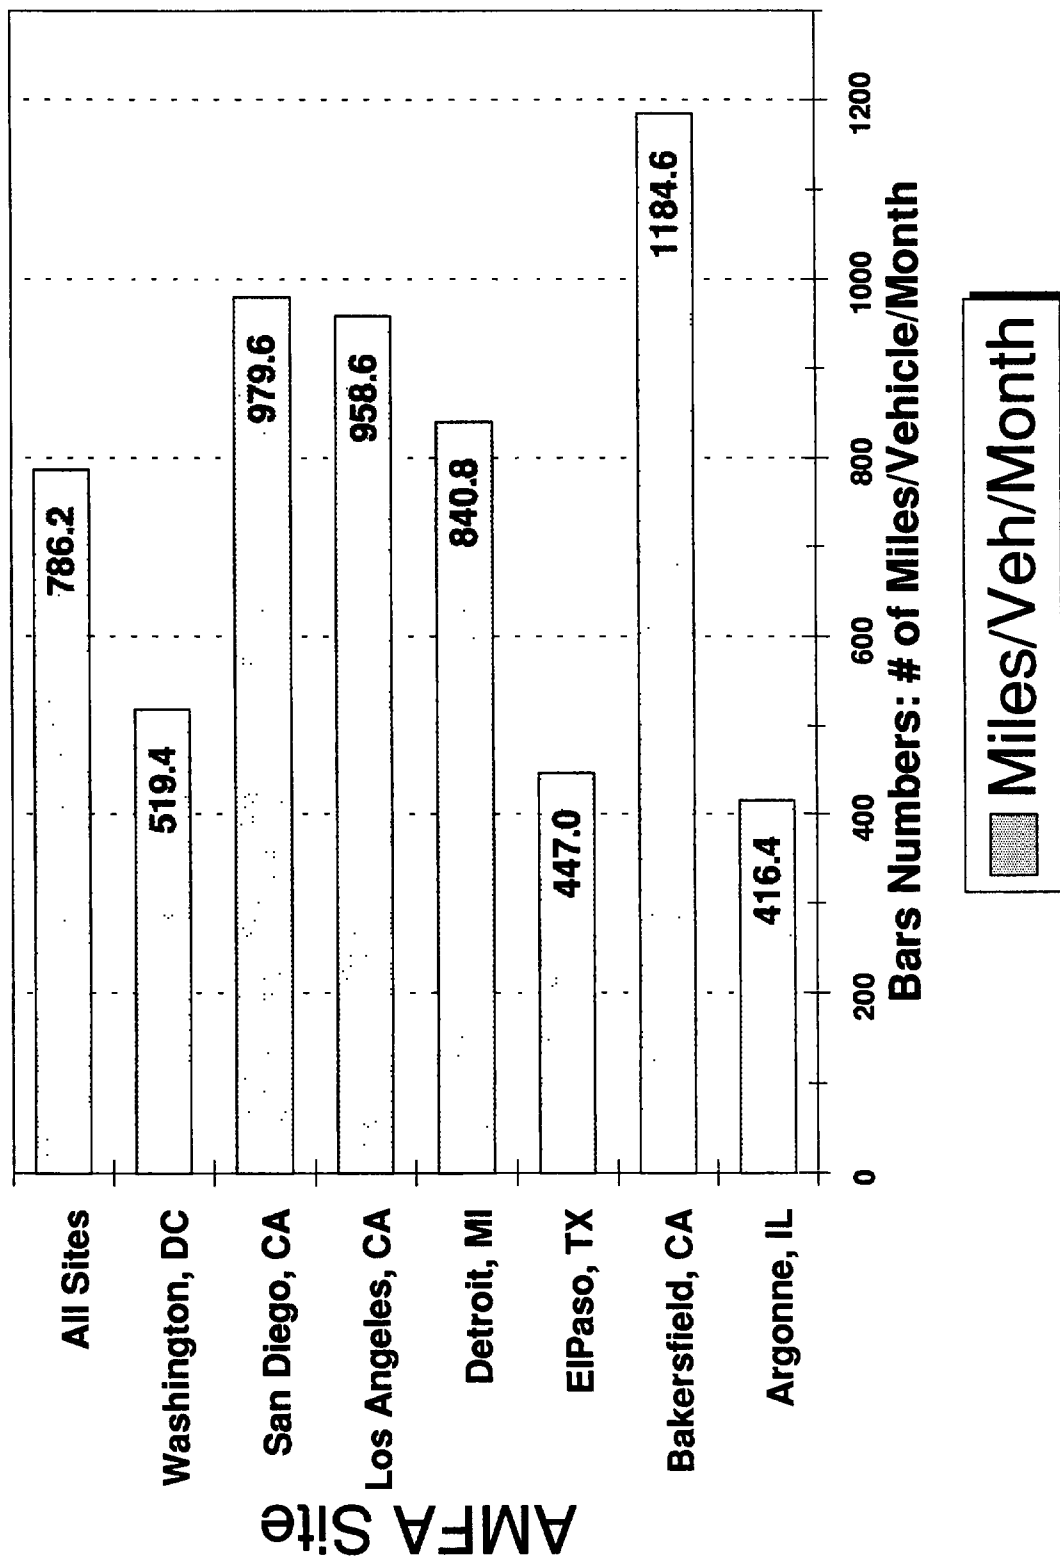 AMFA Site
All Sites
786.2
Washington, DC
519.4
San Diego, CA
979.6
Los Angeles, CA
958.6
Detroit, MI
840.8
ElPaso, TX
447.0
Bakersfield, CA
1184.6
Argonne, IL
416.4
0 200 400 600 800 1000 1200
Bars Numbers: # of Miles/Vehicle/Month
Miles/Veh/Month